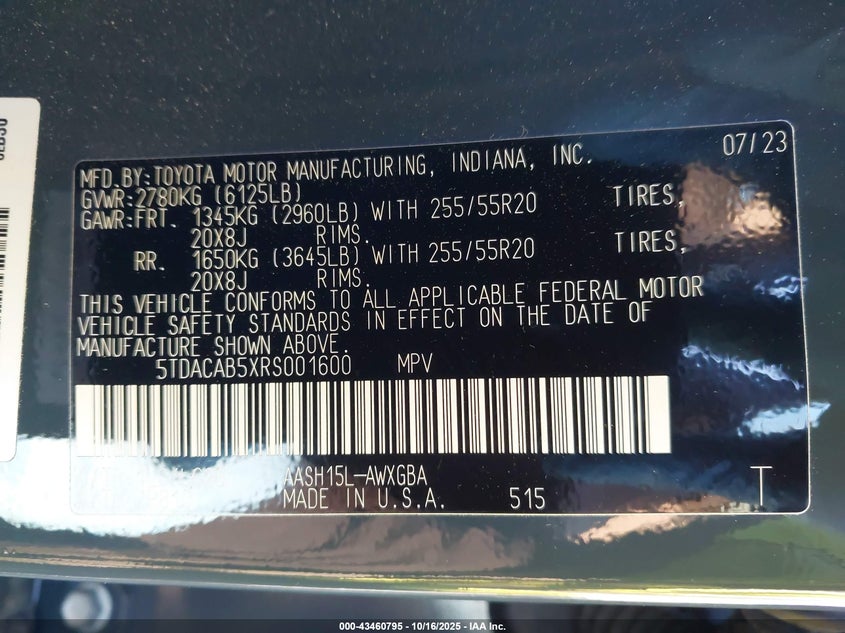 MFD.BY:TOYOTA MOTOR MANUFACTURING, INDIANA, INC. 07/23
GVWR:2780KG (6125LB)
GAWR:FRT. 1345KG (2960LB) WITH 255/55R20 TIRES,
20X8J RIMS.
RR. 1650KG (3645LB) WITH 255/55R20 TIRES,
20X8J RIMS.
THIS VEHICLE CONFORMS TO ALL APPLICABLE FEDERAL MOTOR
VEHICLE SAFETY STANDARDS IN EFFECT ON THE DATE OF
MANUFACTURE SHOWN ABOVE.
5TDACAB5XRS001600 MPV
AASH15L-AWXGBA
MADE IN U.S.A. 515 T
000-43460795 - 10/16/2025 - IAA Inc.